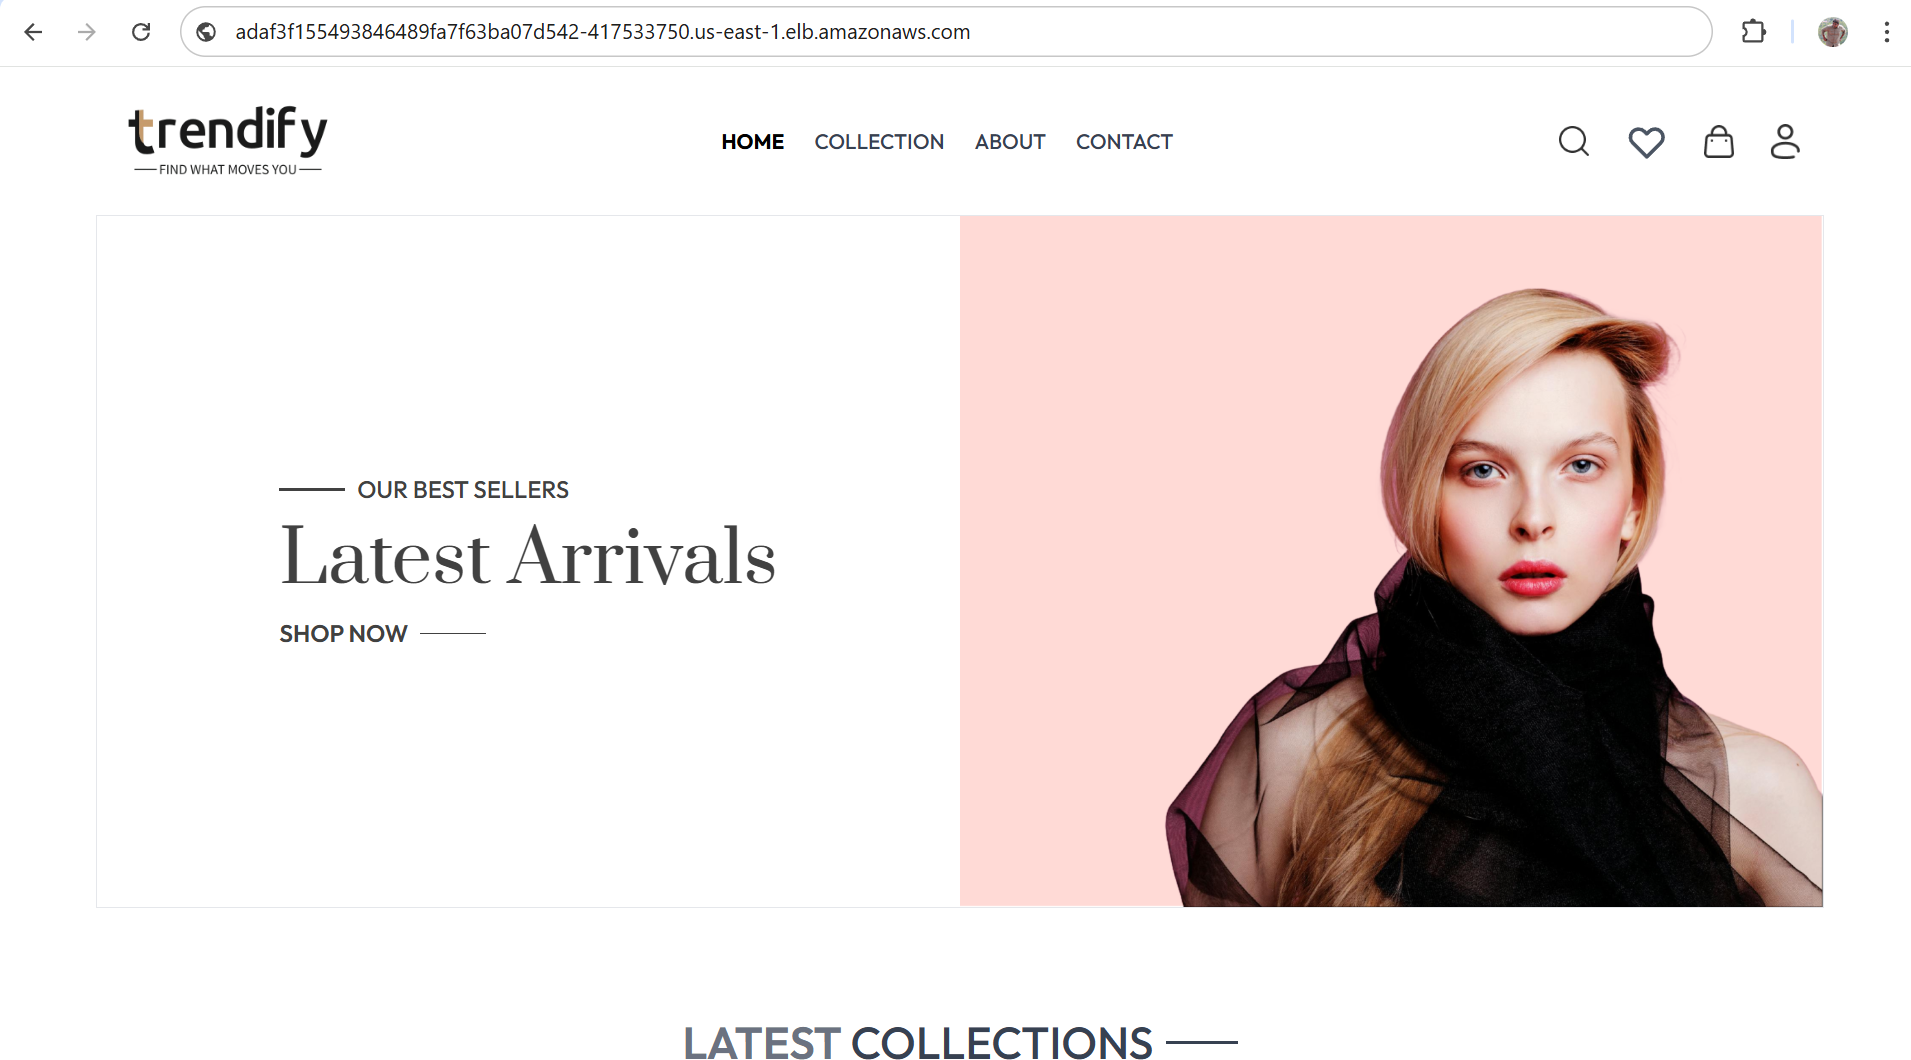 adaf3f155493846489fa7f63ba07d542-417533750.us-east-1.elb.amazonaws.com
trendify
FIND WHAT MOVES YOU
HOME COLLECTION ABOUT CONTACT
OUR BEST SELLERS
Latest Arrivals
SHOP NOW
LATEST COLLECTIONS